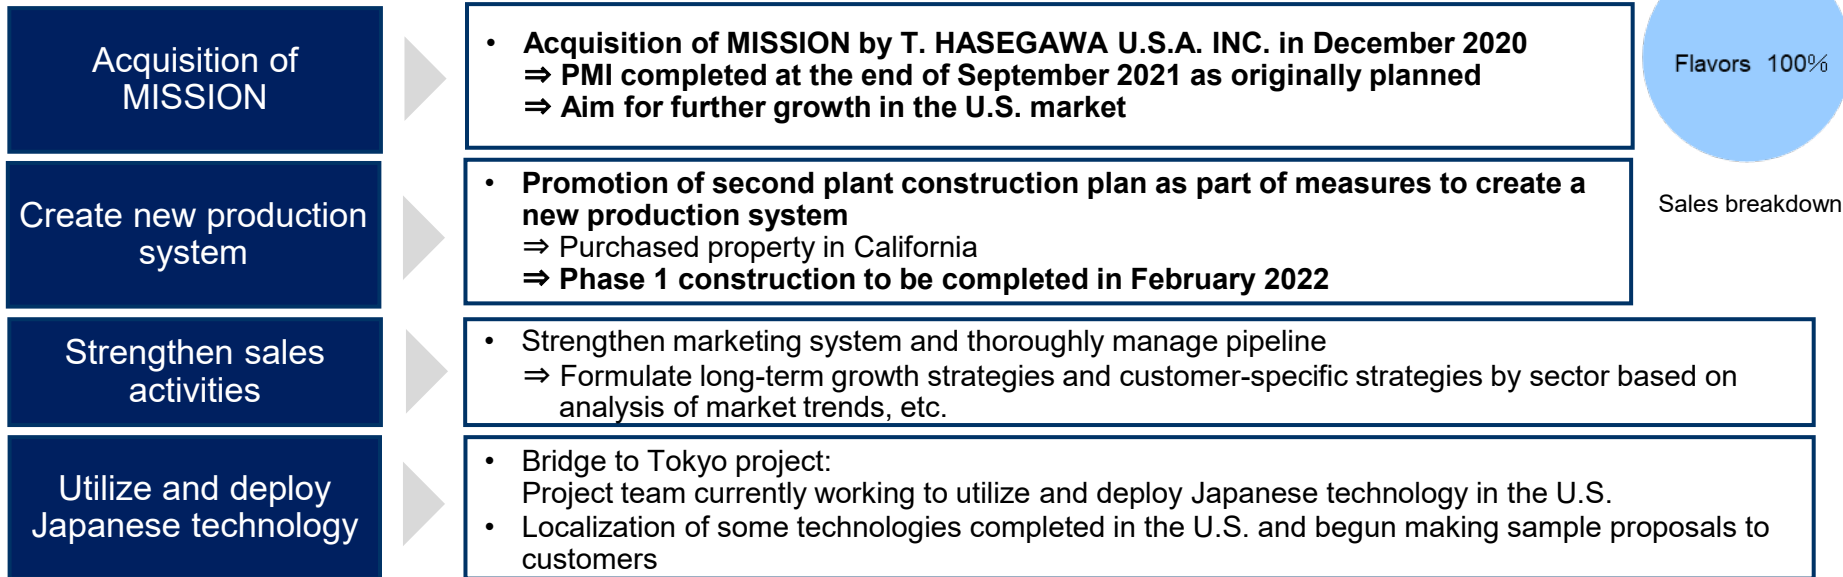 Acquisition of
MISSION
• Acquisition of MISSION by T. HASEGAWA U.S.A. INC. in December 2020
⇒ PMI completed at the end of September 2021 as originally planned
⇒ Aim for further growth in the U.S. market
Flavors 100%
Sales breakdown
Create new production
system
• Promotion of second plant construction plan as part of measures to create a
new production system
⇒ Purchased property in California
⇒ Phase 1 construction to be completed in February 2022
Strengthen sales
activities
• Strengthen marketing system and thoroughly manage pipeline
⇒ Formulate long-term growth strategies and customer-specific strategies by sector based on
analysis of market trends, etc.
Utilize and deploy
Japanese technology
• Bridge to Tokyo project:
Project team currently working to utilize and deploy Japanese technology in the U.S.
• Localization of some technologies completed in the U.S. and begun making sample proposals to
customers